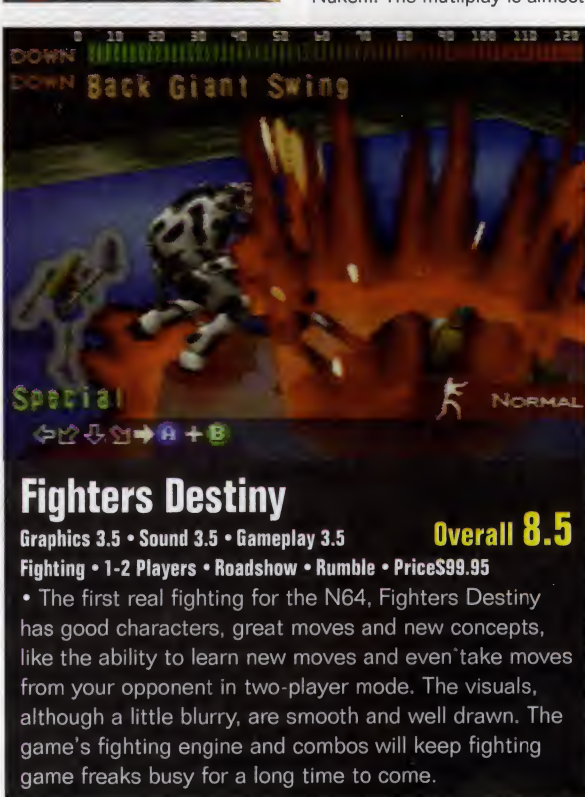 Nukem. The mutliplay is almost
0 10 20 30 40 50 60 70 80 90 100 110 120
DOWN
DOWN Back Giant Swing
Special
NORMAL
A + B
Fighters Destiny
Graphics 3.5 • Sound 3.5 • Gameplay 3.5
Overall 8.5
Fighting • 1-2 Players • Roadshow • Rumble • Price$99.95
• The first real fighting for the N64, Fighters Destiny
has good characters, great moves and new concepts,
like the ability to learn new moves and even take moves
from your opponent in two-player mode. The visuals,
although a little blurry, are smooth and well drawn. The
game's fighting engine and combos will keep fighting
game freaks busy for a long time to come.